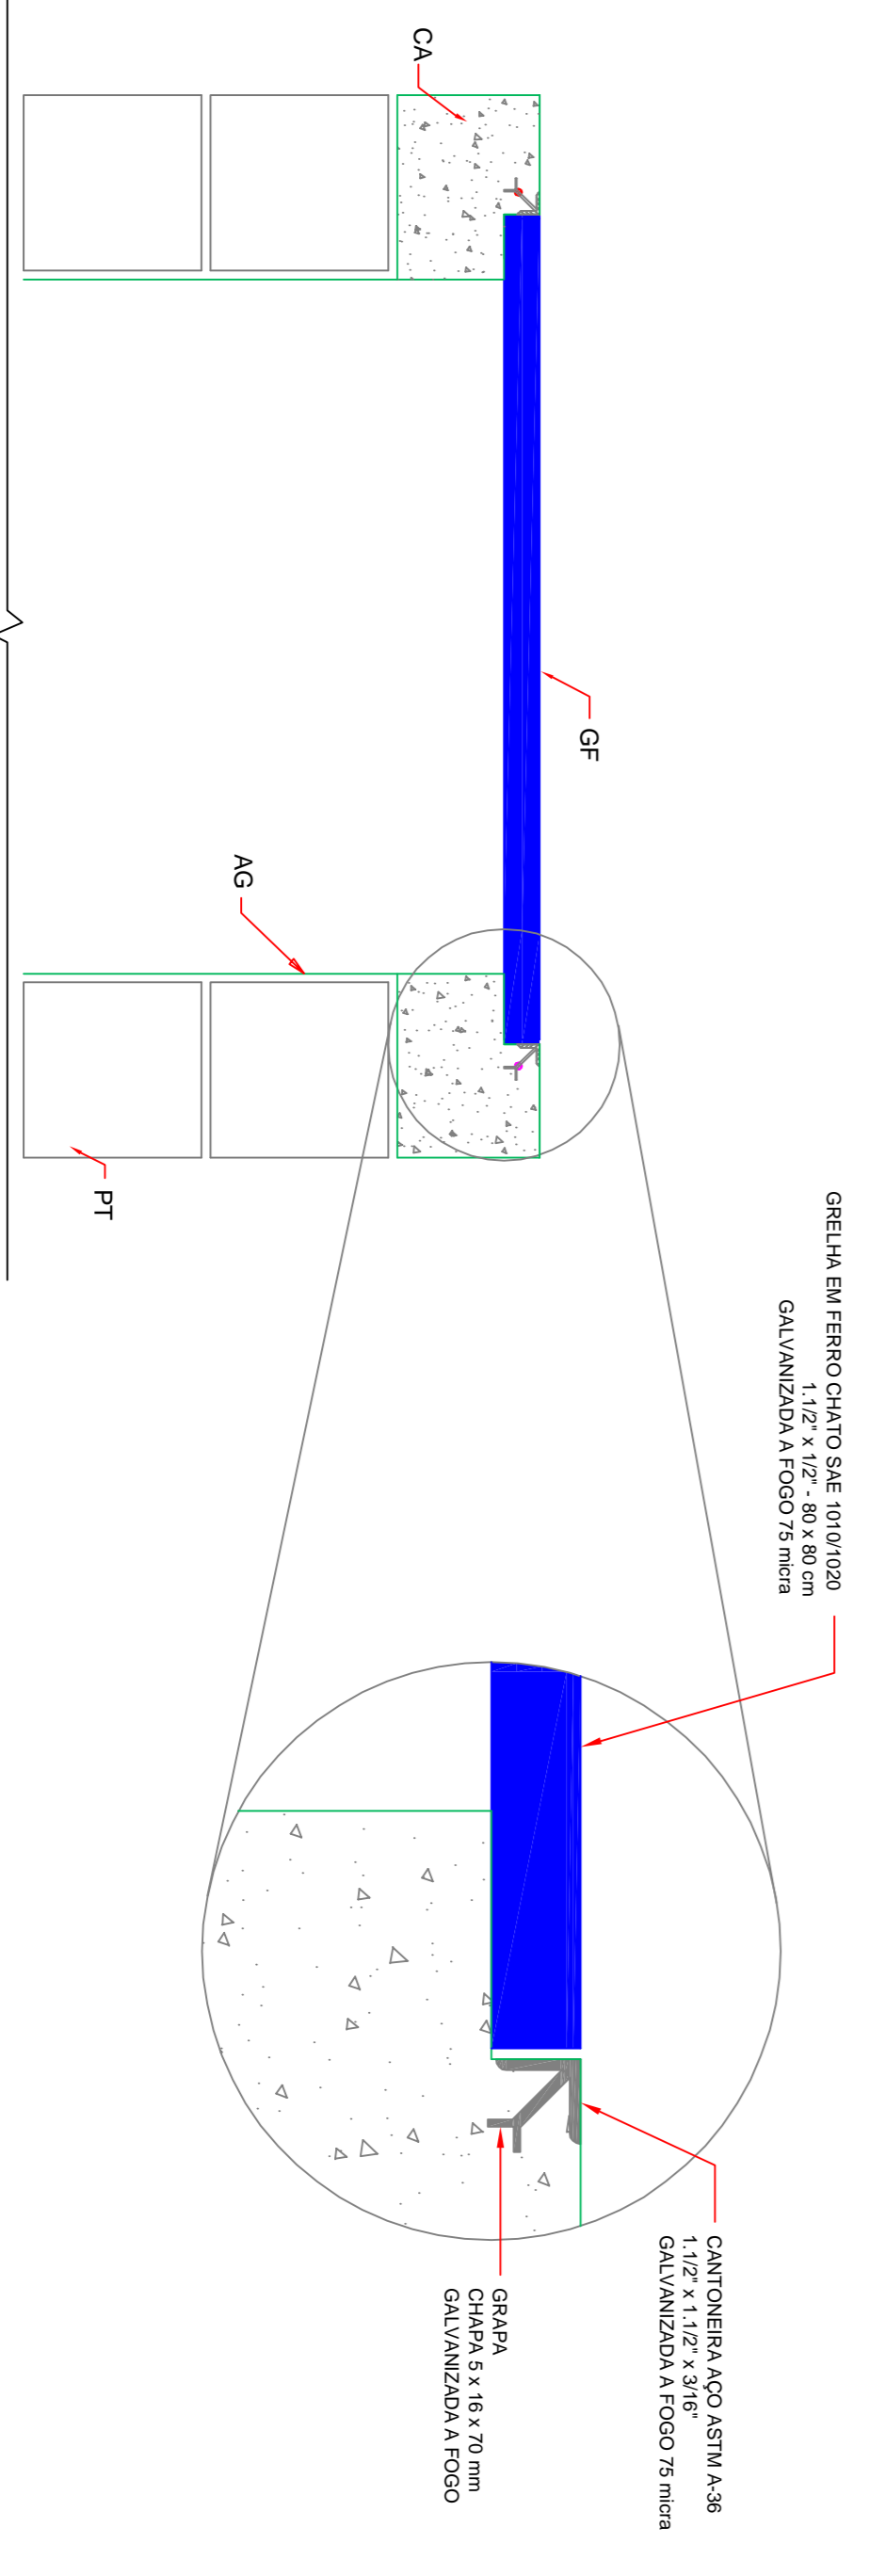 CA
GF
AG
PT
GRELHA EM FERRO CHATO SAE 1010/1020
1.1/2" x 1/2" - 80 x 80 cm
GALVANIZADA A FOGO 75 micra
CANTONEIRA AÇO ASTM A-36
1.1/2" x 1.1/2" x 3/16"
GALVANIZADA A FOGO 75 micra
GRAPA
CHAPA 5 x 16 x 70 mm
GALVANIZADA A FOGO